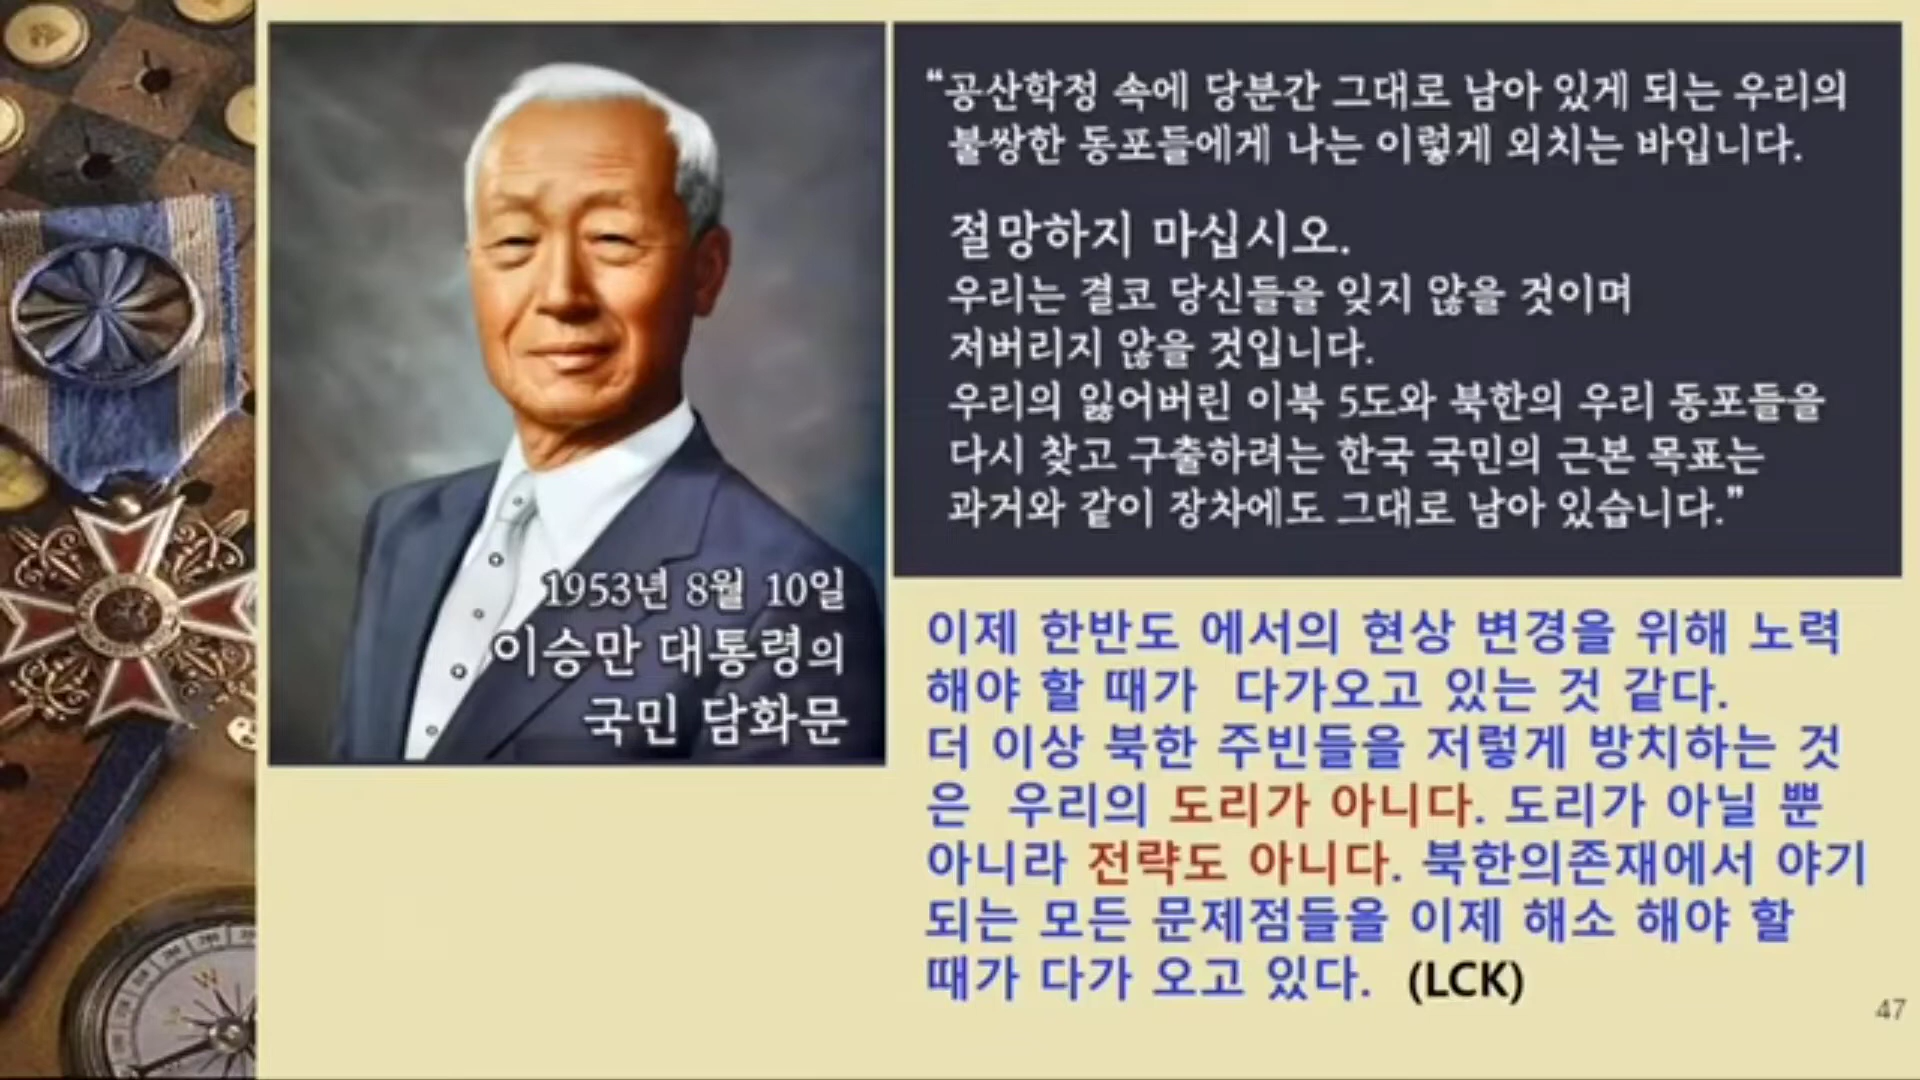 “공산학정 속에 당분간 그대로 남아 있게 되는 우리의
불쌍한 동포들에게 나는 이렇게 외치는 바입니다.
절망하지 마십시오.
우리는 결코 당신들을 잊지 않을 것이며
저버리지 않을 것입니다.
우리의 잃어버린 이북 5도와 북한의 우리 동포들을
다시 찾고 구출하려는 한국 국민의 근본 목표는
과거와 같이 장차에도 그대로 남아 있습니다.”
1953년 8월 10일
이승만 대통령의
국민 담화문
이제 한반도 에서의 현상 변경을 위해 노력
해야 할 때가 다가오고 있는 것 같다.
더 이상 북한 주빈들을 저렇게 방치하는 것
은 우리의 도리가 아니다. 도리가 아닐 뿐
아니라 전략도 아니다. 북한의존재에서 야기
되는 모든 문제점들올 이제 해소 해야 할
때가 다가 오고 있다. (LCK)
47